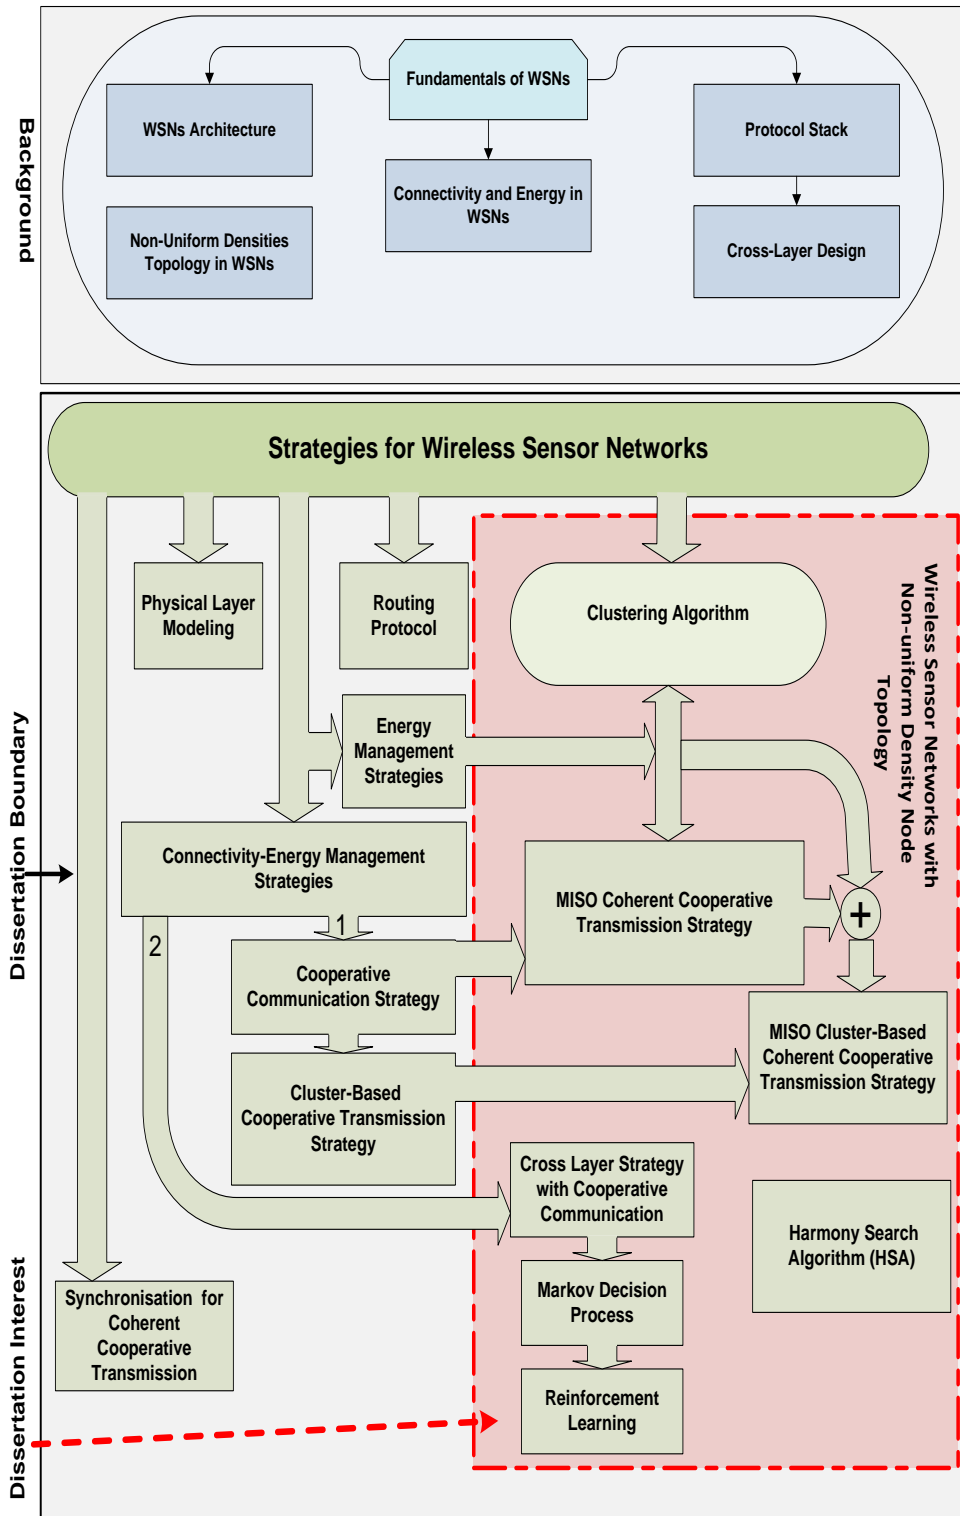 Background
Fundamentals of WSNs
WSNs Architecture
Protocol Stack
Connectivity and Energy in
WSNs
Non-Uniform Densities
Topology in WSNs
Cross-Layer Design
Strategies for Wireless Sensor Networks
Physical Layer
Modeling
Routing
Protocol
Clustering Algorithm
Wireless Sensor Networks with
Non-uniform Density Node
Topology
Energy
Management
Strategies
Dissertation Boundary
Connectivity-Energy Management
Strategies
MISO Coherent Cooperative
Transmission Strategy
+
1
2
Cooperative
Communication Strategy
MISO Cluster-Based
Coherent Cooperative
Transmission Strategy
Cluster-Based
Cooperative Transmission
Strategy
Cross Layer Strategy
with Cooperative
Communication
Harmony Search
Algorithm (HSA)
Markov Decision
Process
Synchronisation for
Coherent
Cooperative
Transmission
Reinforcement
Learning
Dissertation Interest